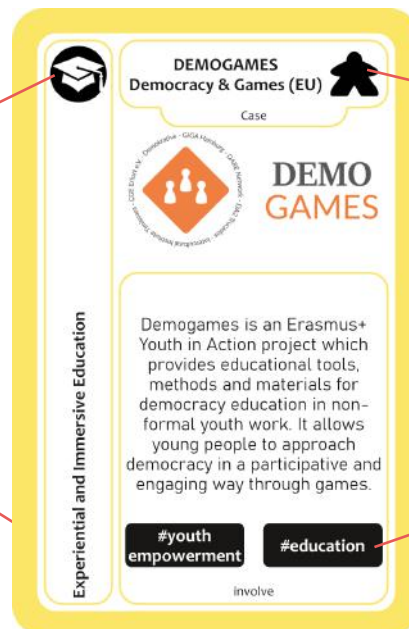 DEMOGAMES
Democracy & Games (EU)
Case
DEMO
GAMES
Experiential and Immersive Education
Demogames is an Erasmus+
Youth in Action project which
provides educational tools,
methods and materials for
democracy education in non-
formal youth work. It allows
young people to approach
democracy in a participative and
engaging way through games.
#youth
empowerment
#education
involve